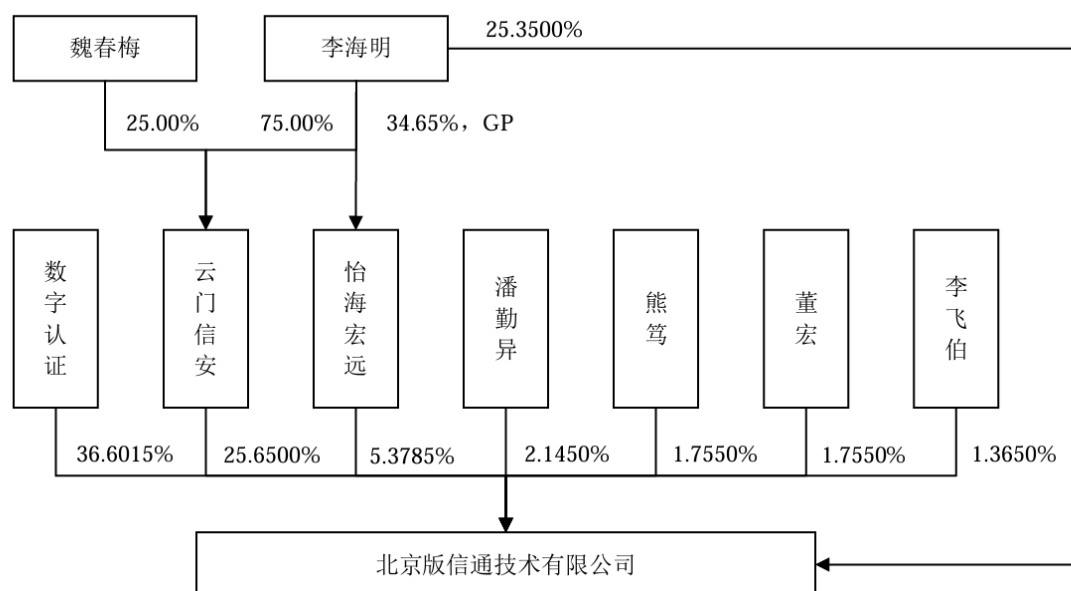 25.3500%
魏春梅
李海明
25.00%
75.00%
34.65%，GP
数字认证
云门信安
怡海宏远
潘勤异
熊笃
董宏
李飞伯
36.6015%
25.6500%
5.3785%
2.1450%
1.7550%
1.7550%
1.3650%
北京版信通技术有限公司